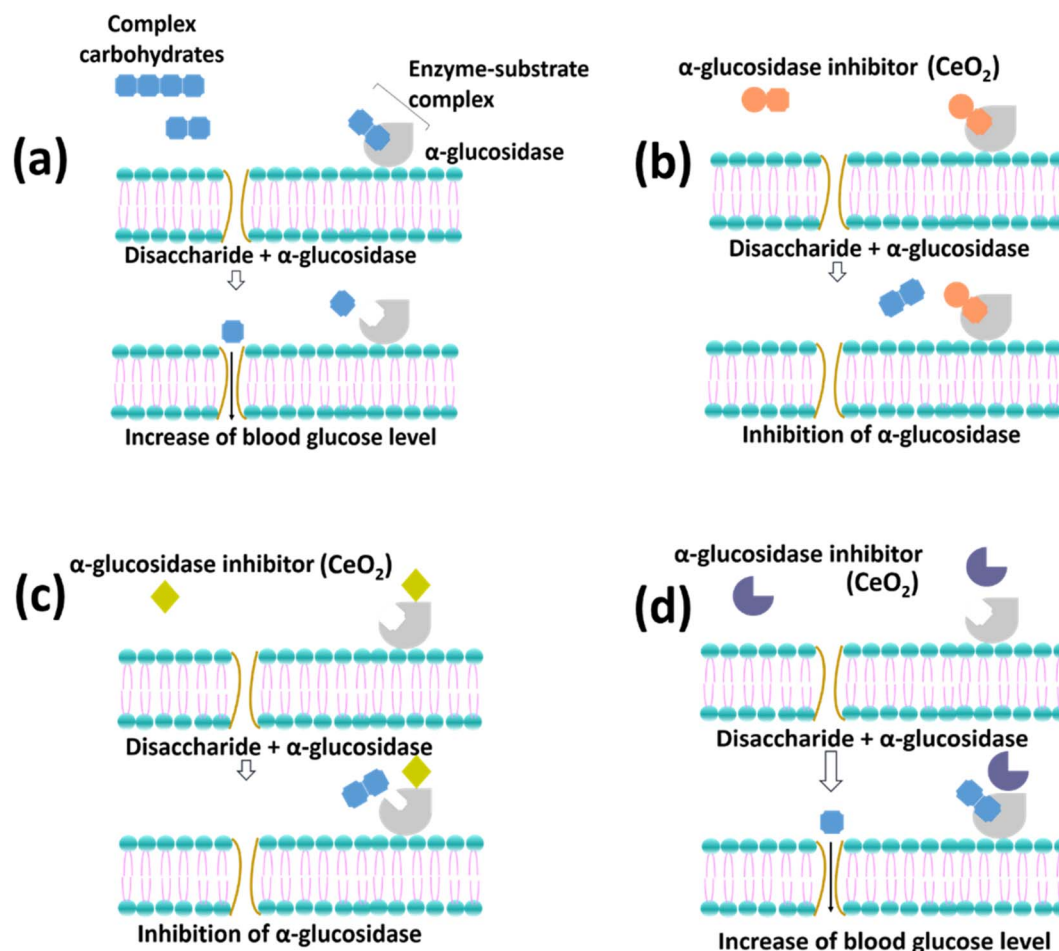 Complex
carbohydrates
Enzyme-substrate
complex
(a)
α-glucosidase
Disaccharide + α-glucosidase
Increase of blood glucose level
α-glucosidase inhibitor (CeO₂)
(b)
Disaccharide + α-glucosidase
Inhibition of α-glucosidase
α-glucosidase inhibitor (CeO₂)
(c)
Disaccharide + α-glucosidase
Inhibition of α-glucosidase
α-glucosidase inhibitor
(CeO₂)
(d)
Disaccharide + α-glucosidase
Increase of blood glucose level